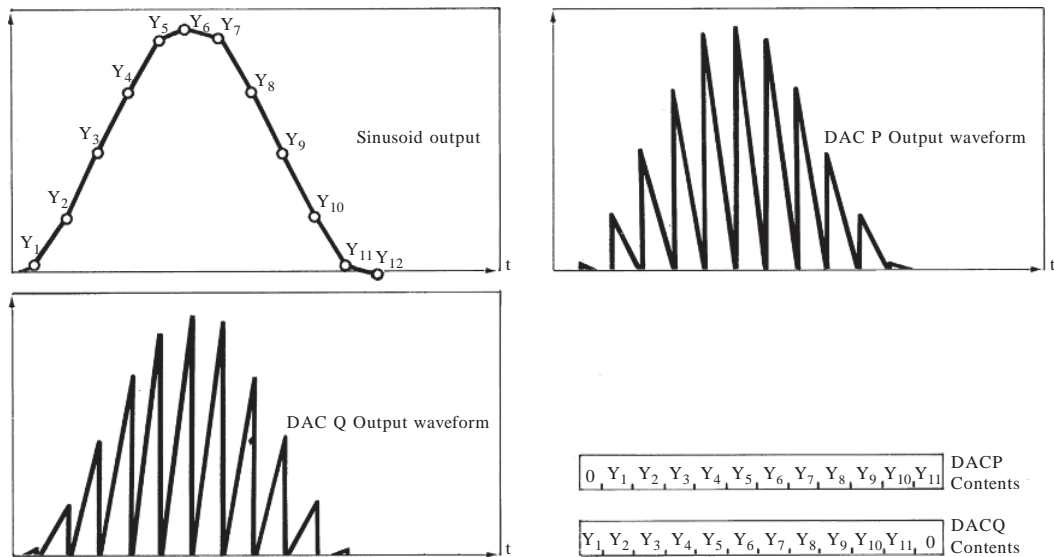 Y5 Y6 Y7
Y4 Y8
Y3 Y9
Sinusoid output
Y2 Y10
Y1 Y11 Y12
t
DAC P Output waveform
t
DAC Q Output waveform
t
0 Y1 Y2 Y3 Y4 Y5 Y6 Y7 Y8 Y9 Y10 Y11
DACP
Contents
Y1 Y2 Y3 Y4 Y5 Y6 Y7 Y8 Y9 Y10 Y11 0
DACQ
Contents